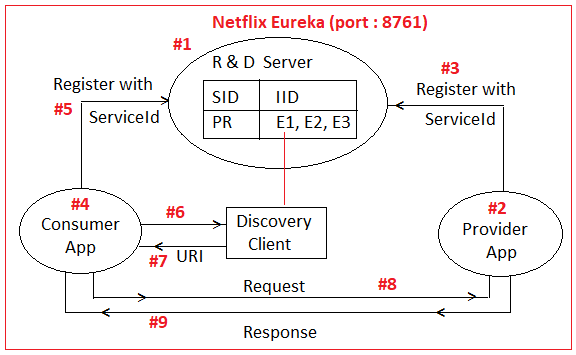 Netflix Eureka (port : 8761)
#1
R & D Server
SID IID
PR E1, E2, E3
Register with
#5
ServiceId
#3
Register with
ServiceId
#4
Consumer
App
#6
#7
URI
Discovery
Client
#2
Provider
App
Request
#8
#9
Response